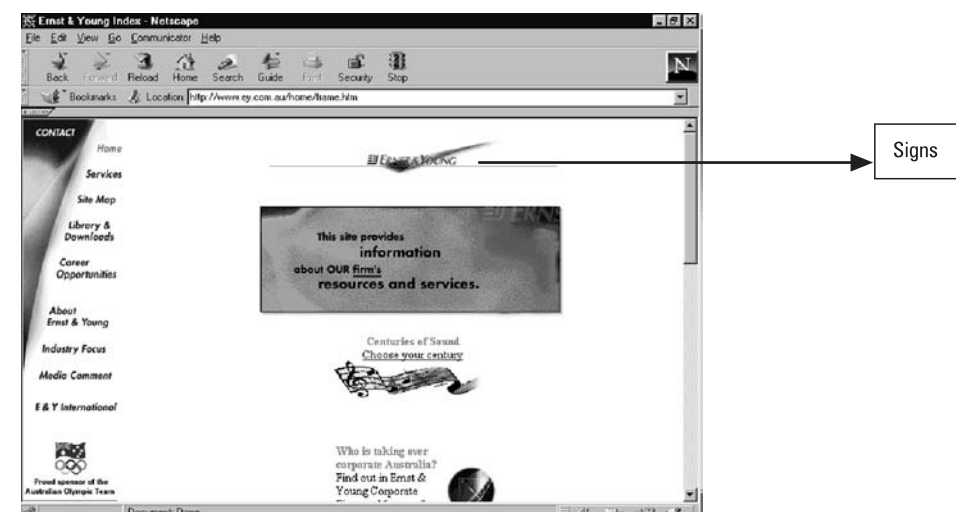 Ernst & Young Index - Netscape
File Edit View Go Communicator Help
Back Forward Reload Home Search Guide Print Security Stop
N
Bookmarks Location: http://www.ey.com.au/home/frame.htm
CONTACT
Home
Services
Site Map
Library &
Downloads
Career
Opportunities
About
Ernst & Young
Industry Focus
Media Comment
E & Y International
Proud sponsor of the
Australian Olympic Team
ERNST & YOUNG
This site provides
information
about OUR firm's
resources and services.
Centuries of Sound
Choose your century
Who is taking over
corporate Australia?
Find out in Ernst &
Young Corporate
Document: Done
Signs